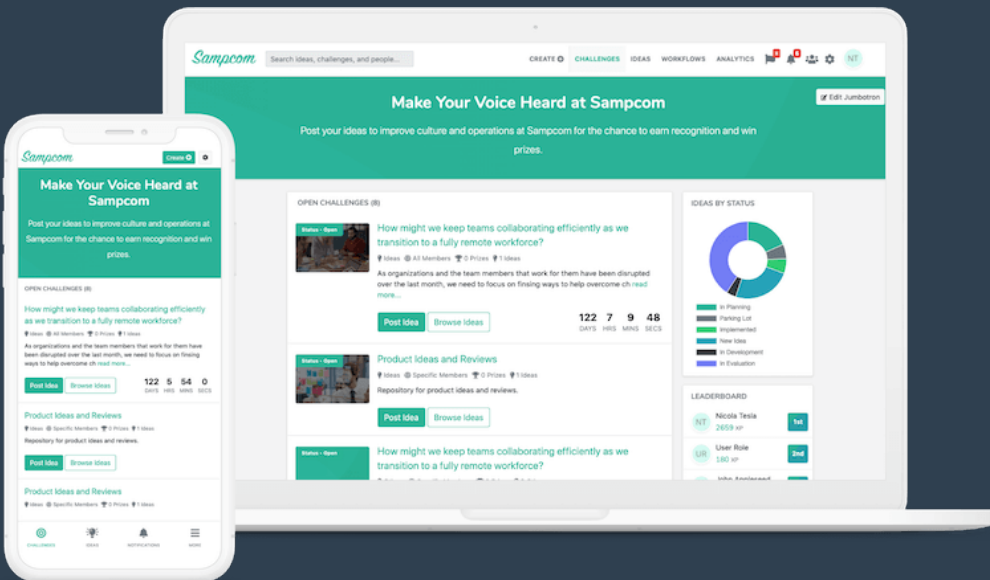 Sampcom
Search ideas, challenges, and people...
CREATE
CHALLENGES
IDEAS
WORKFLOWS
ANALYTICS
NT
Make Your Voice Heard at Sampcom
Edit Jumbotron
Post your ideas to improve culture and operations at Sampcom for the chance to earn recognition and win
prizes.
OPEN CHALLENGES (8)
Status - Open
How might we keep teams collaborating efficiently as we
transition to a fully remote workforce?
Ideas All Members 0 Prizes 1 Ideas
As organizations and the team members that work for them have been disrupted
over the last month, we need to focus on finsing ways to help overcome ch read
more...
Post Idea
Browse Ideas
122 7 9 48
DAYS HRS MINS SECS
Status - Open
Product Ideas and Reviews
Ideas Specific Members 0 Prizes 1 Ideas
Repository for product ideas and reviews.
Post Idea
Browse Ideas
Status - Open
How might we keep teams collaborating efficiently as we
transition to a fully remote workforce?
IDEAS BY STATUS
In Planning
Parking Lot
Implemented
New Idea
In Development
In Evaluation
LEADERBOARD
NT
Nicola Tesla
2659 XP
1st
UR
User Role
180 XP
2nd
John Appleseed
Sampcom
Create
Make Your Voice Heard at
Sampcom
Post your ideas to improve culture and operations at
Sampcom for the chance to earn recognition and win
prizes.
OPEN CHALLENGES (8)
How might we keep teams collaborating efficiently
as we transition to a fully remote workforce?
Ideas All Members 0 Prizes 1 Ideas
As organizations and the team members that work for them have
been disrupted over the last month, we need to focus on finsing
ways to help overcome ch read more...
Post Idea
Browse Ideas
122 5 54 0
DAYS HRS MINS SECS
Product Ideas and Reviews
Ideas Specific Members 0 Prizes 1 Ideas
Repository for product ideas and reviews.
Post Idea
Browse Ideas
Product Ideas and Reviews
Ideas Specific Members 0 Prizes 1 Ideas
CHALLENGES
IDEAS
NOTIFICATIONS
MORE